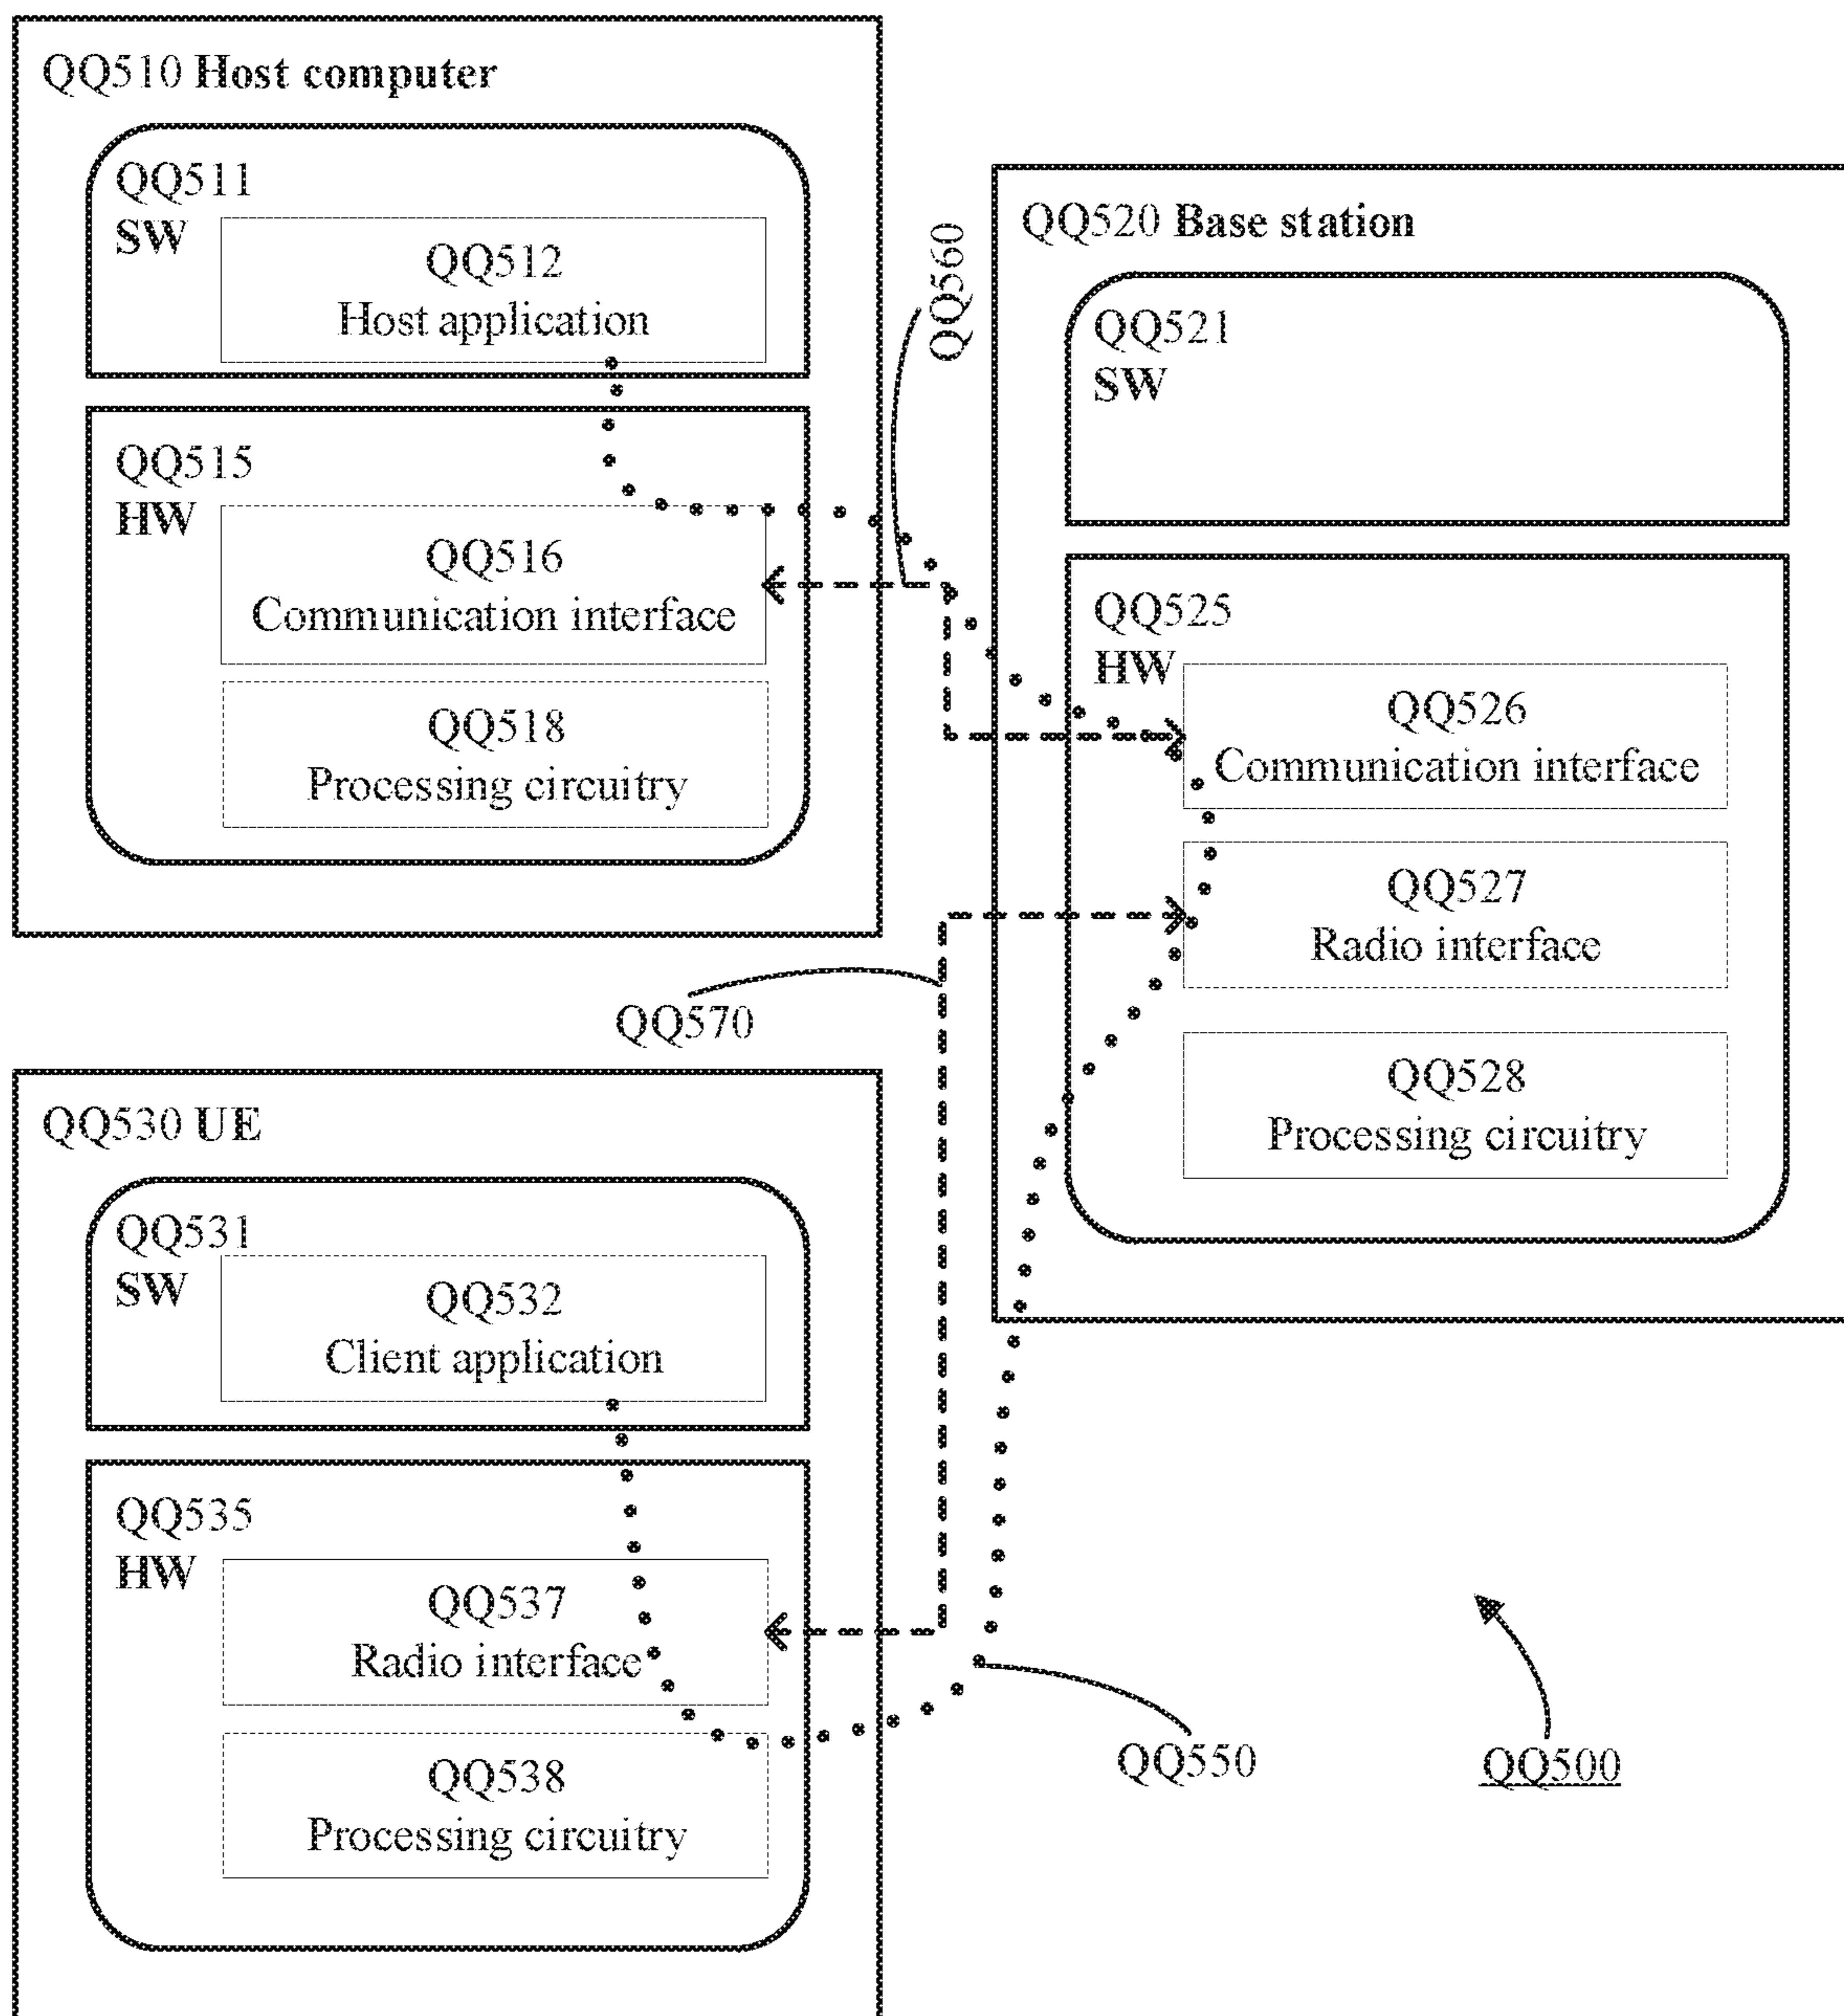 QQ510 Host computer
QQ511
SW
QQ512
Host application
QQ515
HW
QQ516
Communication interface
QQ518
Processing circuitry
QQ560
QQ520 Base station
QQ521
SW
QQ525
HW
QQ526
Communication interface
QQ527
Radio interface
QQ528
Processing circuitry
QQ570
QQ530 UE
QQ531
SW
QQ532
Client application
QQ535
HW
QQ537
Radio interface
QQ538
Processing circuitry
QQ550
QQ500